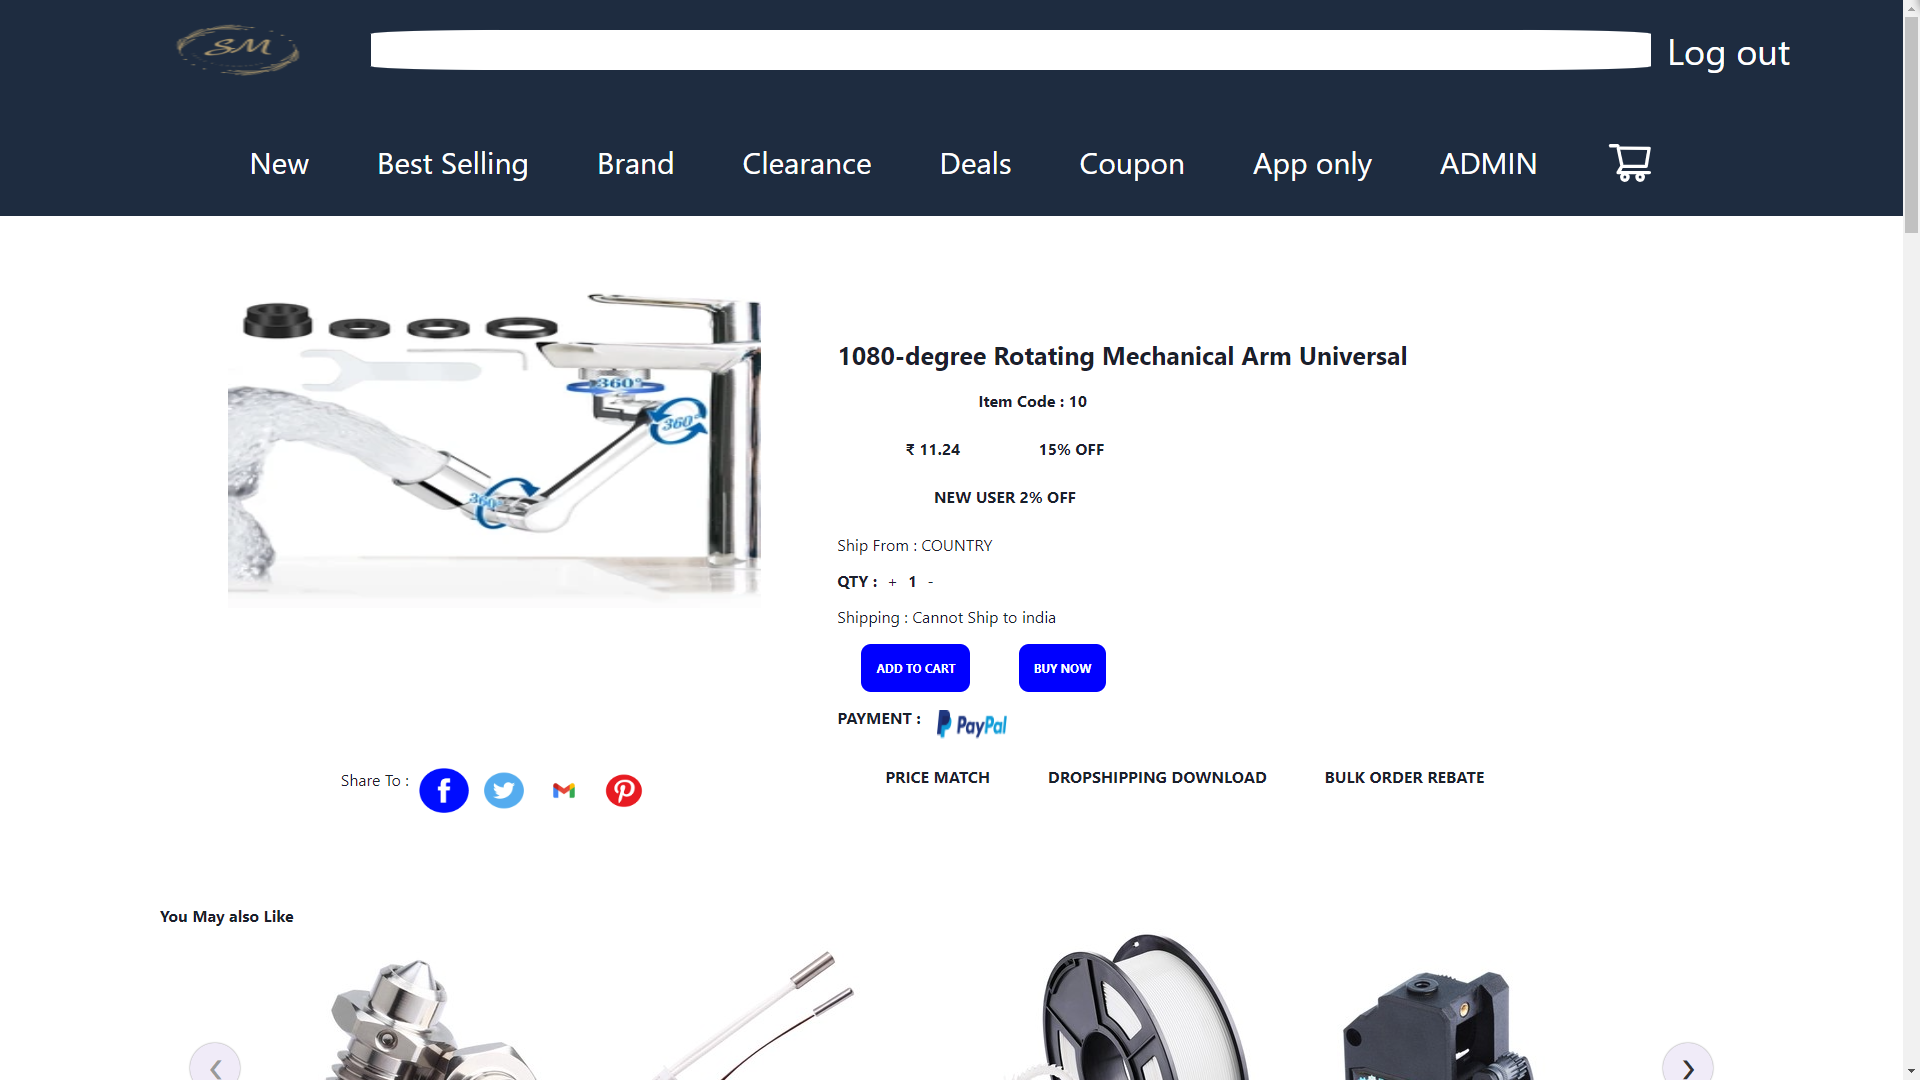 SM
Log out
New Best Selling Brand Clearance Deals Coupon App only ADMIN
360°
360°
360°
1080-degree Rotating Mechanical Arm Universal
Item Code : 10
₹ 11.24 15% OFF
NEW USER 2% OFF
Ship From : COUNTRY
QTY : + 1 -
Shipping : Cannot Ship to india
ADD TO CART BUY NOW
PAYMENT : PayPal
Share To :
PRICE MATCH DROPSHIPPING DOWNLOAD BULK ORDER REBATE
You May also Like